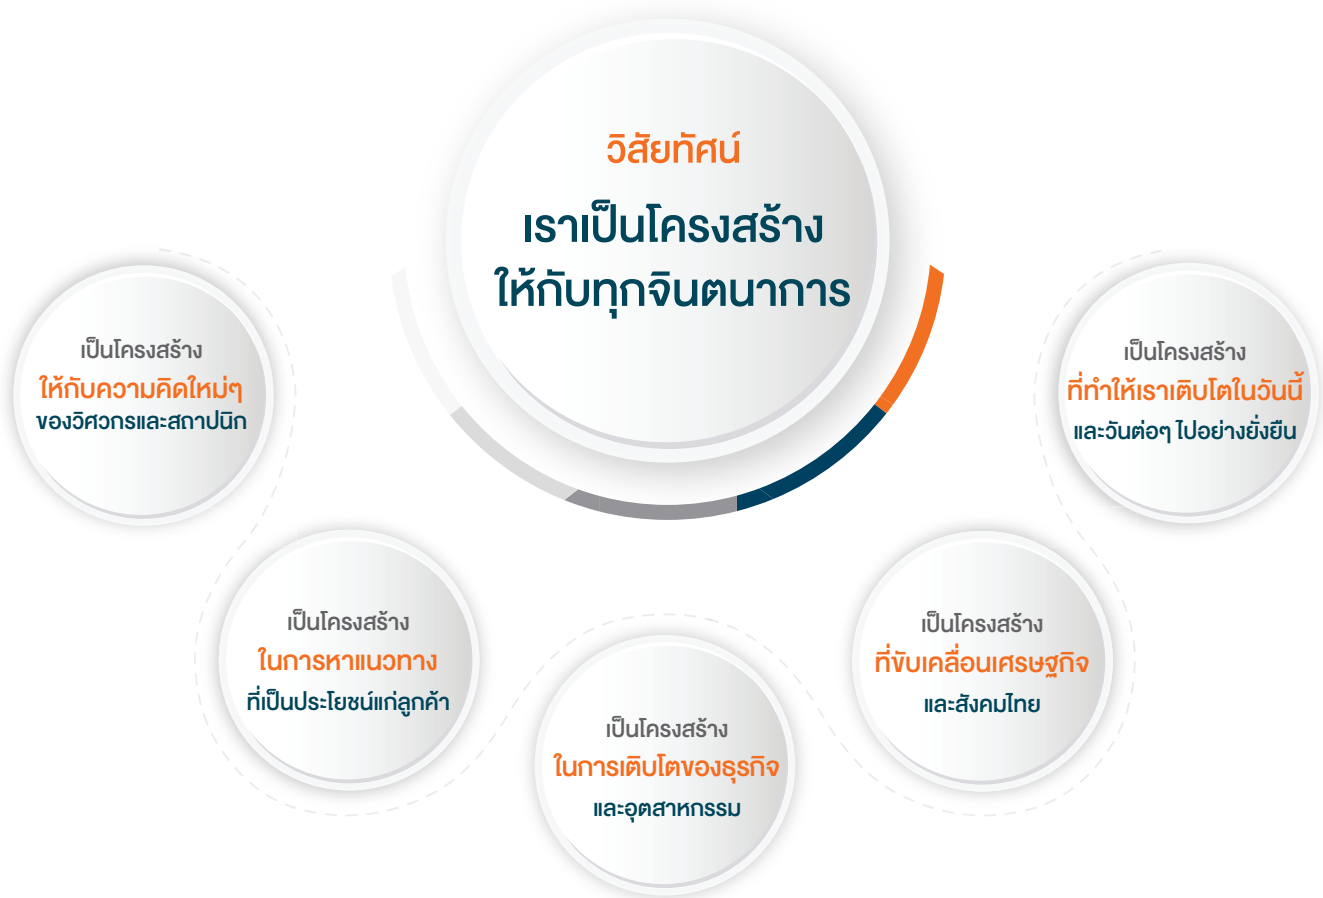 วิสัยทัศน์
เราเป็นโครงสร้าง
ให้กับทุกจินตนาการ
เป็นโครงสร้าง
ให้กับความคิดใหม่ๆ
ของวิศวกรและสถาปนิก
เป็นโครงสร้าง
ในการหาแนวทาง
ที่เป็นประโยชน์แก่ลูกค้า
เป็นโครงสร้าง
ในการเติบโตของธุรกิจ
และอุตสาหกรรม
เป็นโครงสร้าง
ที่ขับเคลื่อนเศรษฐกิจ
และสังคมไทย
เป็นโครงสร้าง
ที่ทำให้เราเติบโตในวันนี้
และวันต่อๆ ไปอย่างยั่งยืน